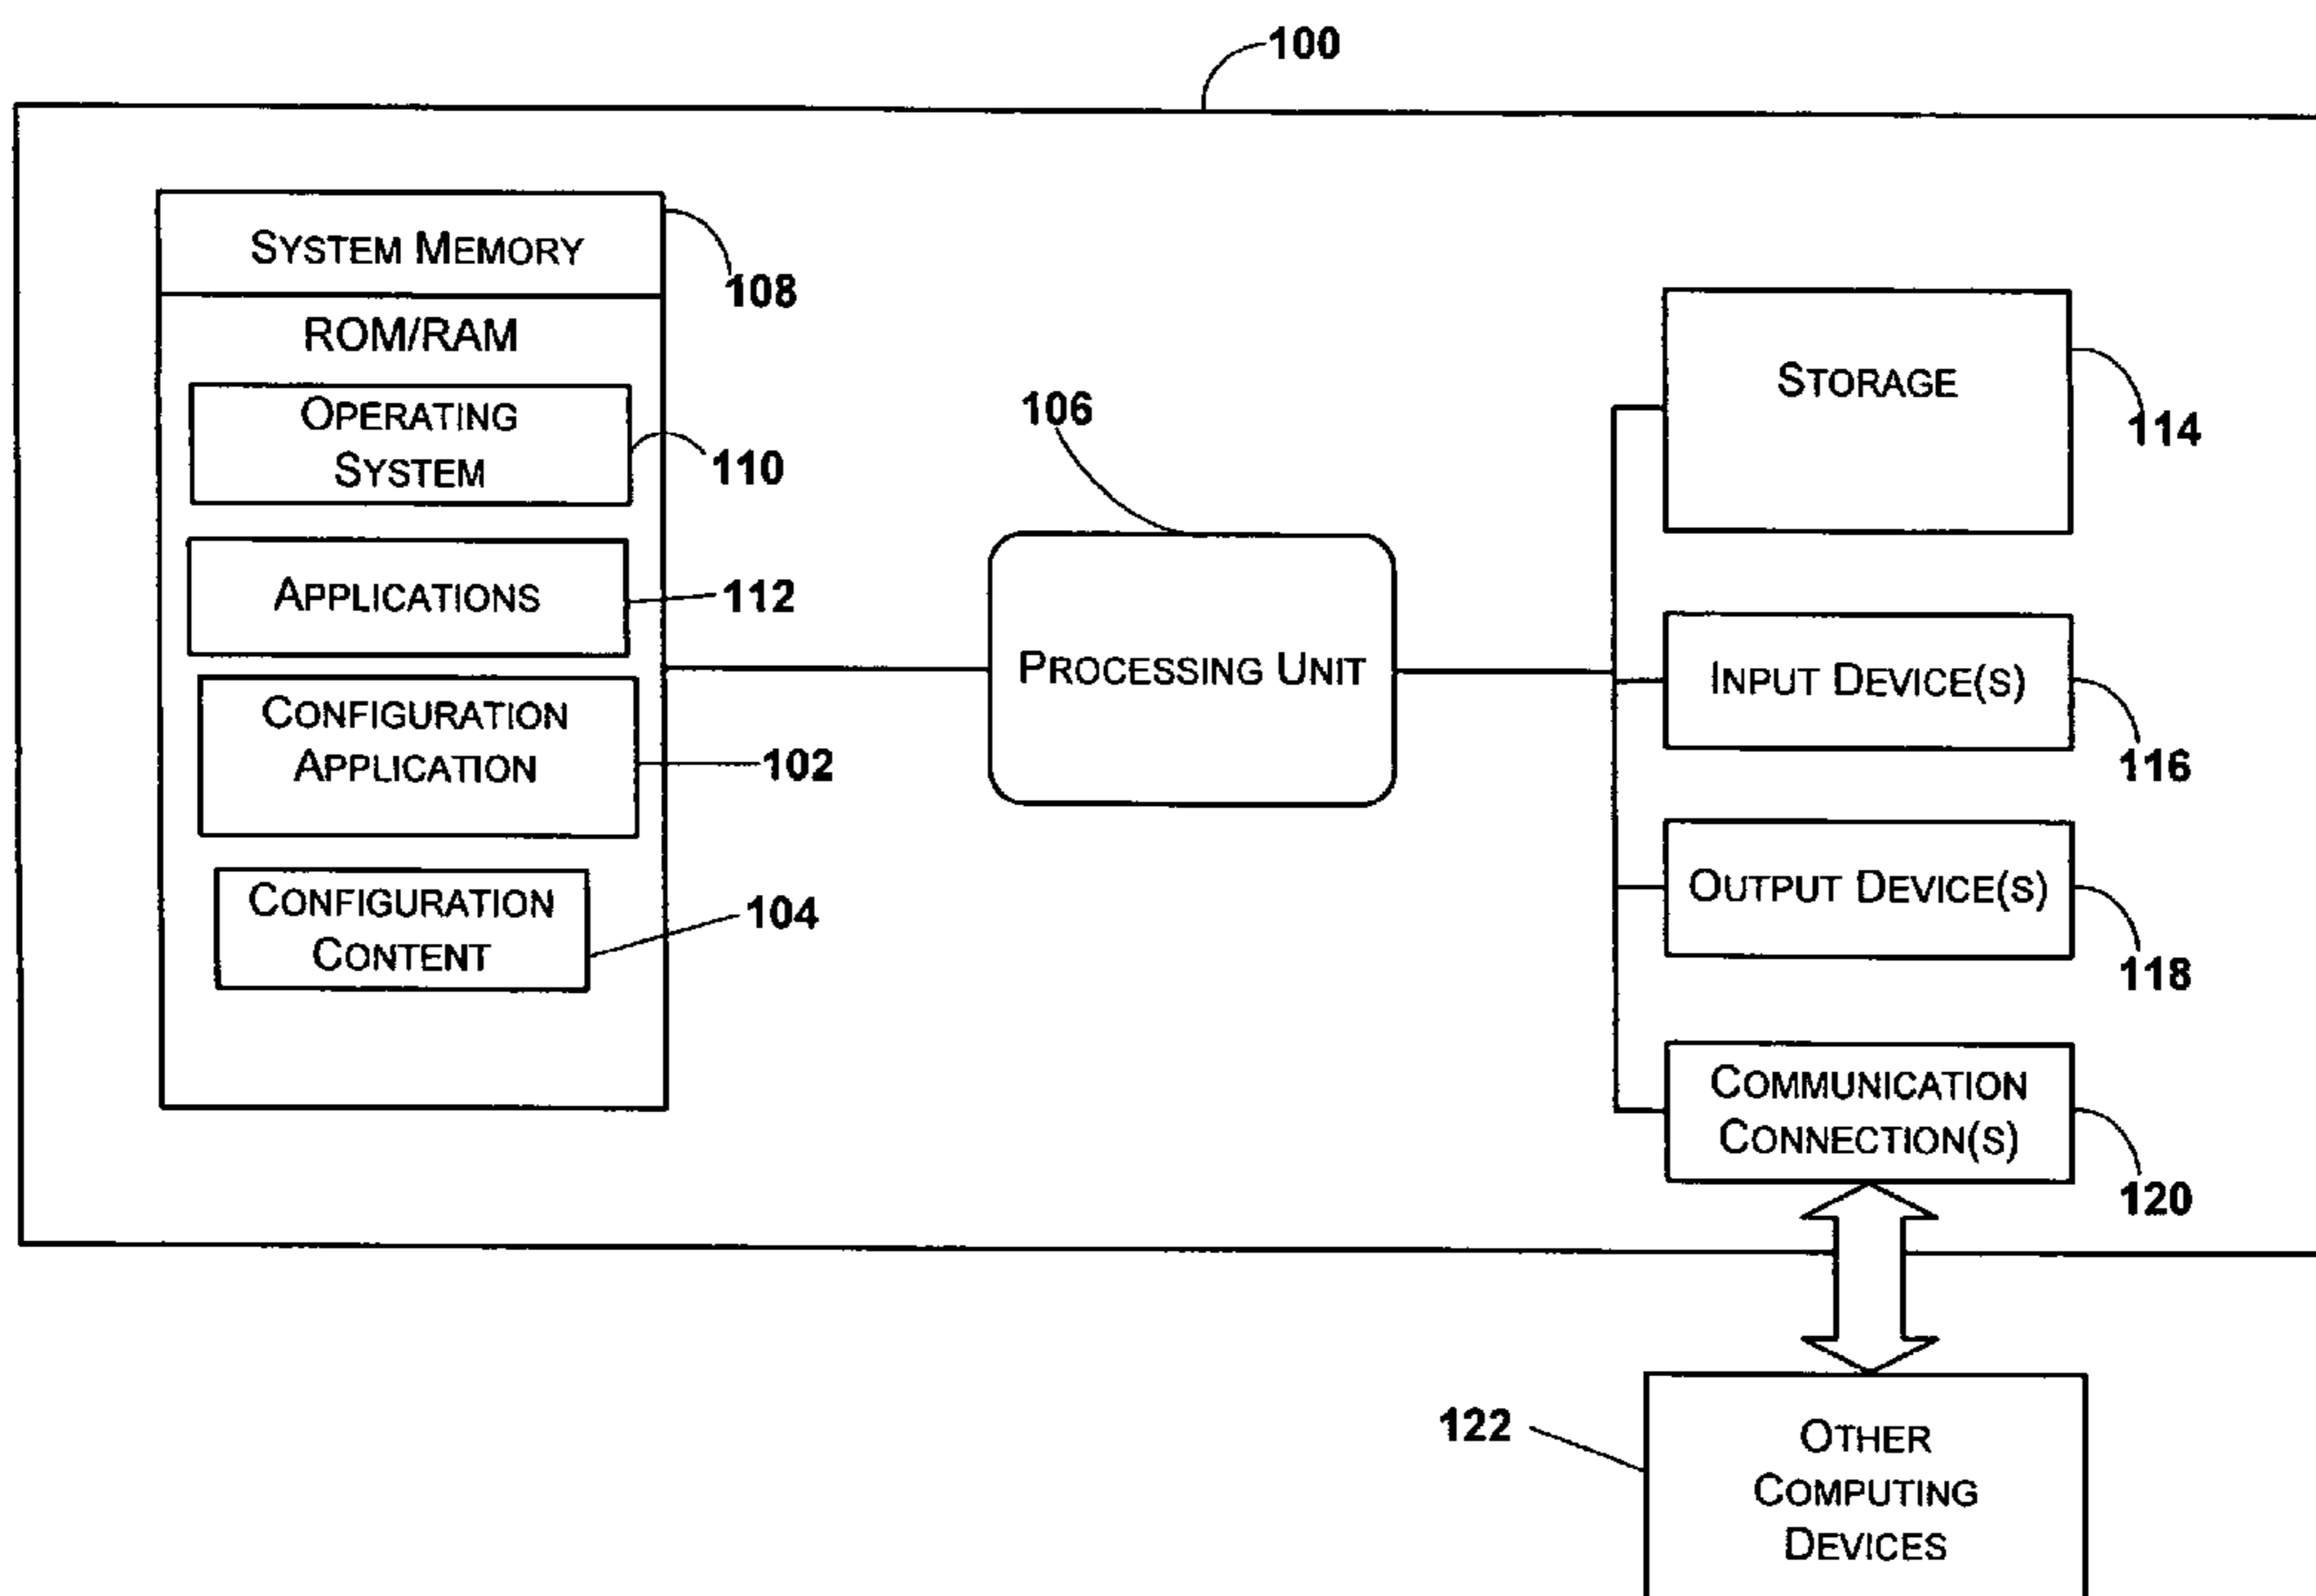 100
SYSTEM MEMORY
108
ROM/RAM
OPERATING
SYSTEM
110
APPLICATIONS
112
CONFIGURATION
APPLICATION
102
CONFIGURATION
CONTENT
104
106
PROCESSING UNIT
STORAGE
114
INPUT DEVICE(S)
116
OUTPUT DEVICE(S)
118
COMMUNICATION
CONNECTION(S)
120
122
OTHER
COMPUTING
DEVICES